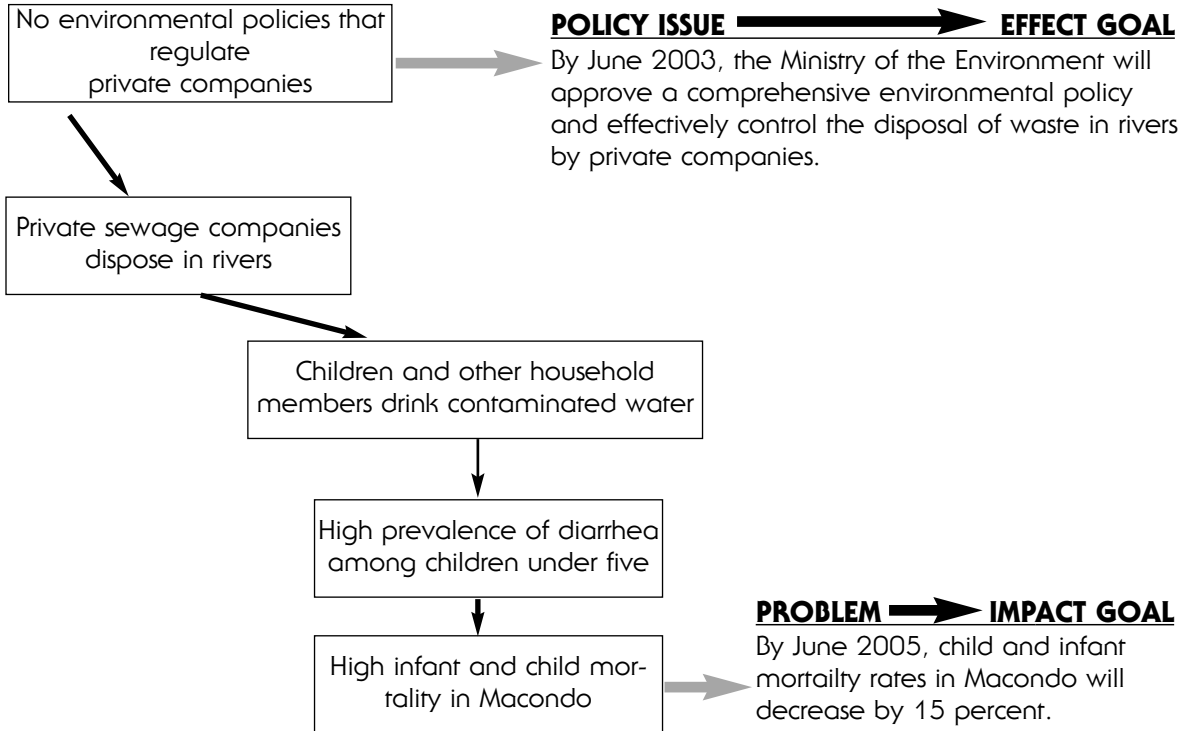 No environmental policies that
regulate
private companies
POLICY ISSUE EFFECT GOAL
By June 2003, the Ministry of the Environment will
approve a comprehensive environmental policy
and effectively control the disposal of waste in rivers
by private companies.
Private sewage companies
dispose in rivers
Children and other household
members drink contaminated water
High prevalence of diarrhea
among children under five
High infant and child mor-
tality in Macondo
PROBLEM IMPACT GOAL
By June 2005, child and infant
mortailty rates in Macondo will
decrease by 15 percent.